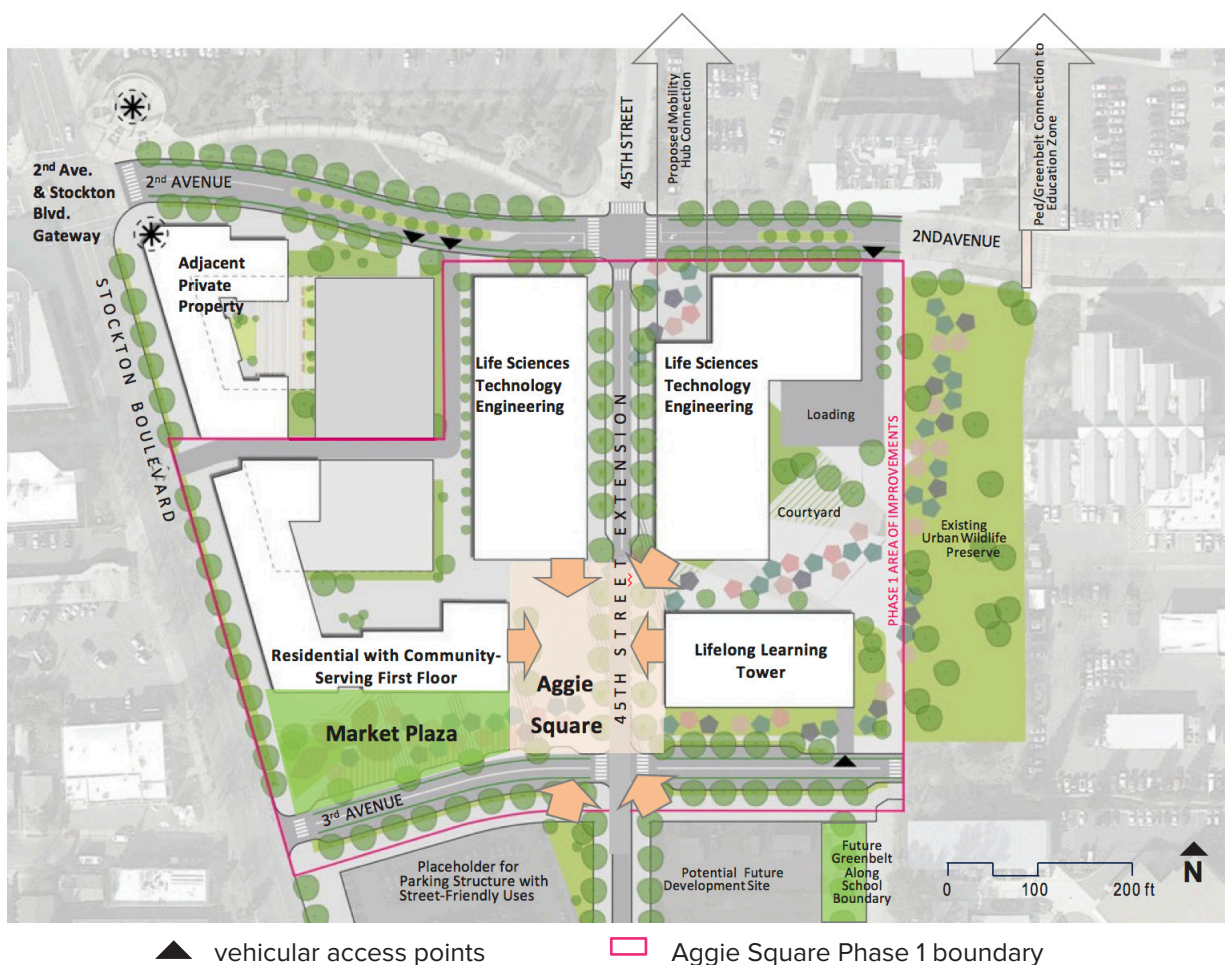 45TH STREET
Proposed Mobility
Hub Connection
Ped/Greenbelt Connection to
Education Zone
2nd Ave.
& Stockton
Blvd.
Gateway
2nd AVENUE
2NDAVENUE
Adjacent
Private
Property
STOCKTON BOULEVARD
Life Sciences
Technology
Engineering
Life Sciences
Technology
Engineering
Loading
45TH STREET EXTENSION
Courtyard
PHASE 1 AREA OF IMPROVEMENTS
Existing
Urban Wildlife
Preserve
Residential with Community-
Serving First Floor
Aggie
Square
Lifelong Learning
Tower
Market Plaza
3rd AVENUE
Placeholder for
Parking Structure with
Street-Friendly Uses
Potential Future
Development Site
Future
Greenbelt
Along
School
Boundary
0 100 200 ft
N
vehicular access points
Aggie Square Phase 1 boundary